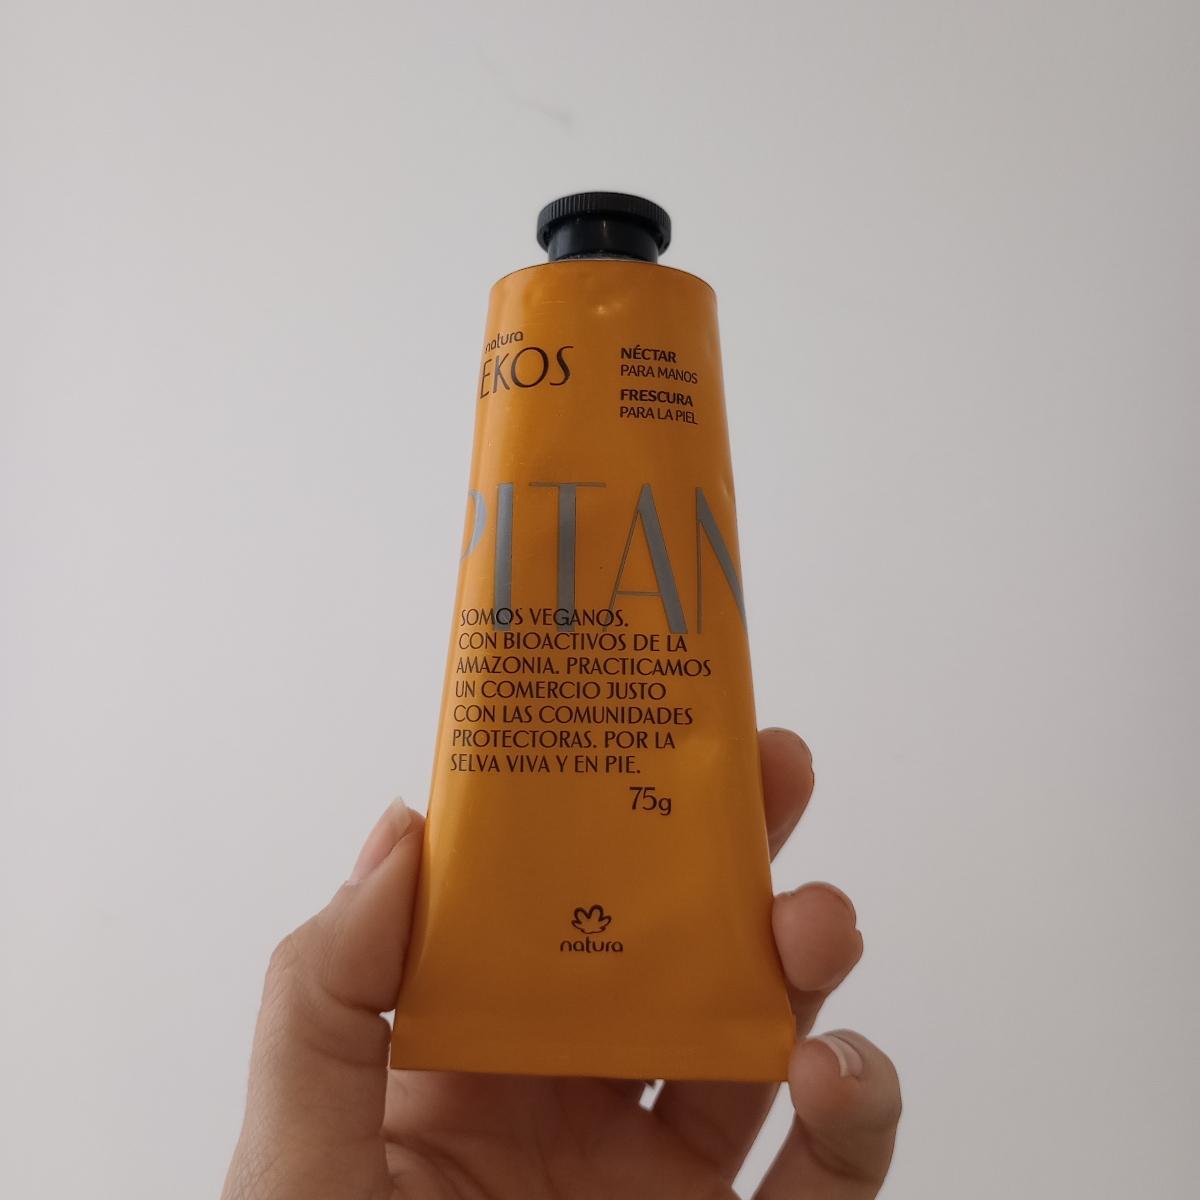 natura
EKOS
NÉCTAR
PARA MANOS
FRESCURA
PARA LA PIEL
PITAN
SOMOS VEGANOS.
CON BIOACTIVOS DE LA
AMAZONIA. PRACTICAMOS
UN COMERCIO JUSTO
CON LAS COMUNIDADES
PROTECTORAS. POR LA
SELVA VIVA Y EN PIE.
75g
natura